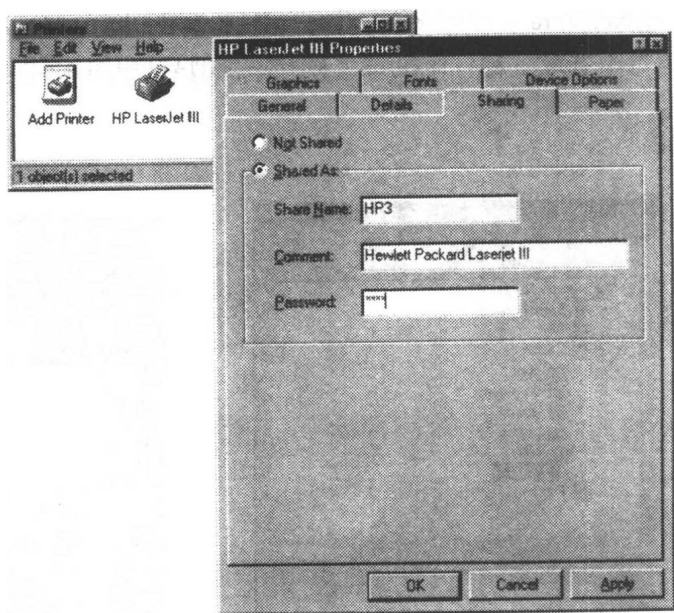 Printers
File Edit View Help
Add Printer HP LaserJet III
1 object(s) selected
HP LaserJet III Properties
Graphics Fonts Device Options
General Details Sharing Paper
Not Shared
Shared As:
Share Name: HP3
Comment: Hewlett Packard Laserjet III
Password: ****
OK Cancel Apply